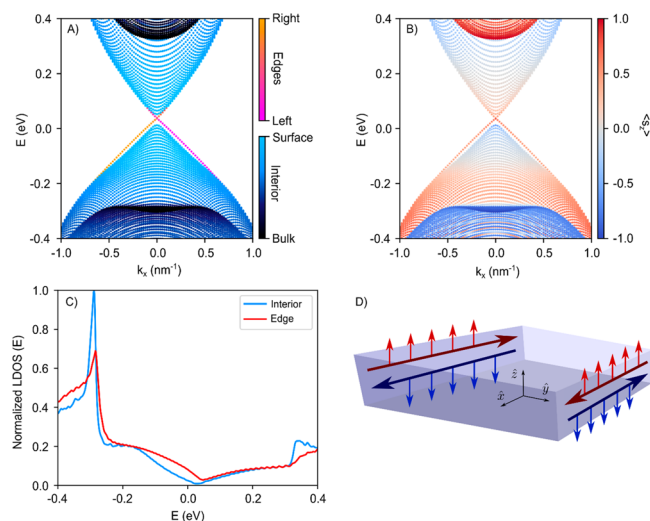 A)
0.4
0.2
0.0
-0.2
-0.4
E (eV)
-1.0 -0.5 0.0 0.5 1.0
kx (nm-1)
Right
Left
Edges
Surface
Bulk
Interior
B)
0.4
0.2
0.0
-0.2
-0.4
E (eV)
-1.0 -0.5 0.0 0.5 1.0
kx (nm-1)
1.0
0.5
0.0
-0.5
-1.0
<sz>
C)
Interior
Edge
1.0
0.8
0.6
0.4
0.2
0.0
Normalized LDOS (E)
-0.4 -0.2 0.0 0.2 0.4
E (eV)
D)
ẑ
x̂
ŷ